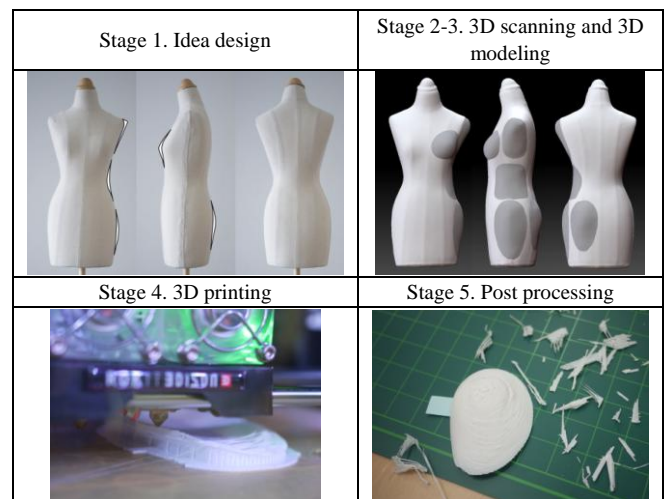 Stage 1. Idea design
Stage 2-3. 3D scanning and 3D
modeling
Stage 4. 3D printing
Stage 5. Post processing